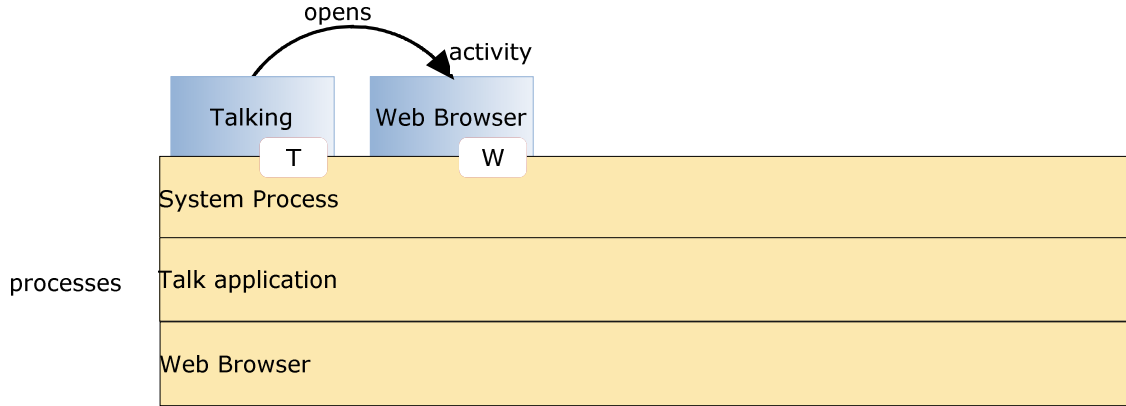 opens
activity
Talking
Web Browser
T
W
System Process
Talk application
processes
Web Browser